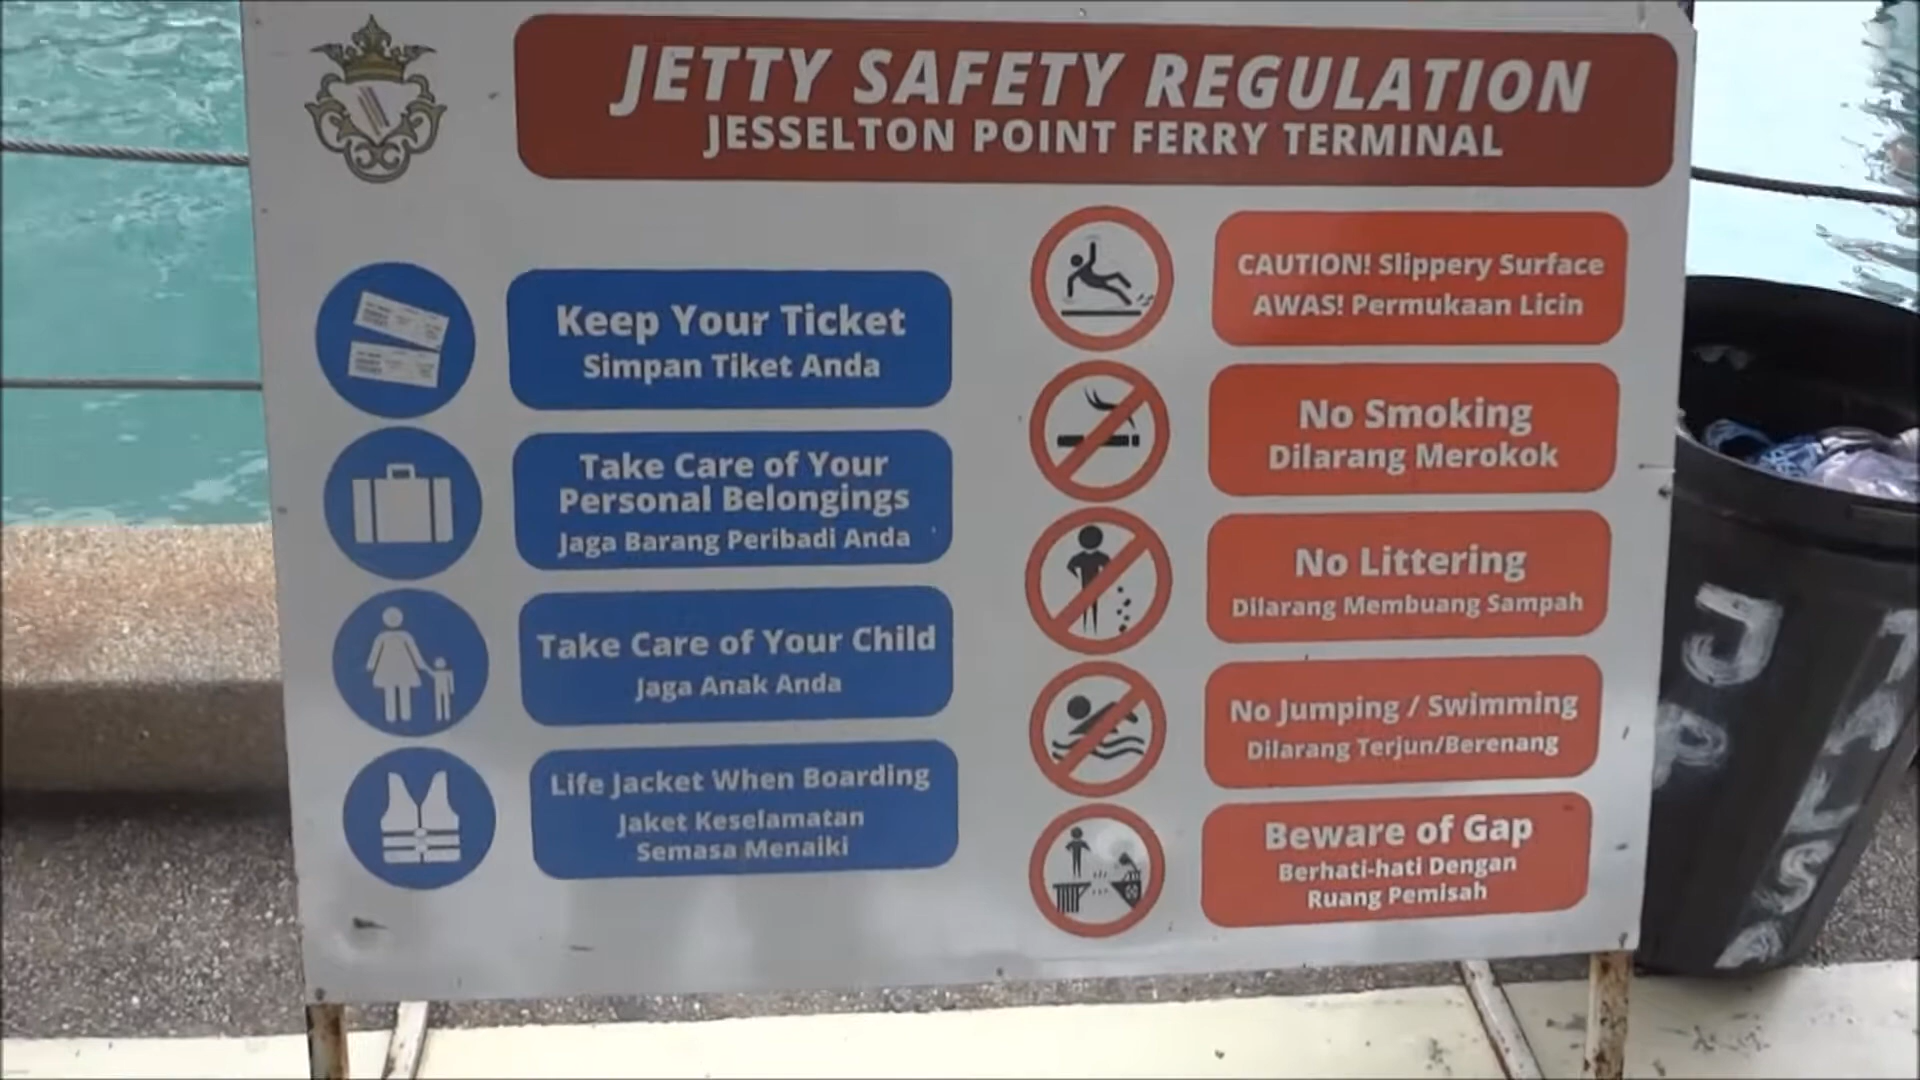 JETTY SAFETY REGULATION
JESSELTON POINT FERRY TERMINAL
Keep Your Ticket
Simpan Tiket Anda
Take Care of Your
Personal Belongings
Jaga Barang Peribadi Anda
Take Care of Your Child
Jaga Anak Anda
Life Jacket When Boarding
Jaket Keselamatan
Semasa Menaiki
CAUTION! Slippery Surface
AWAS! Permukaan Licin
No Smoking
Dilarang Merokok
No Littering
Dilarang Membuang Sampah
No Jumping / Swimming
Dilarang Terjun/Berenang
Beware of Gap
Berhati-hati Dengan
Ruang Pemisah
J
P